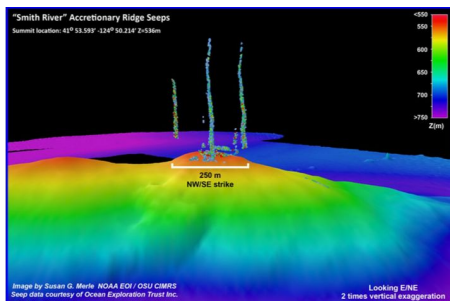 "Smith River" Accretionary Ridge Seeps
Summit location: 41⁰ 53.593' -124⁰ 50.214' Z=536m
<550
550
600
650
700
>750
Z(m)
250 m
NW/SE strike
Image by Susan G. Merle NOAA EOI / OSU CIMRS
Seep data courtesy of Ocean Exploration Trust Inc.
Looking E/NE
2 times vertical exaggeration